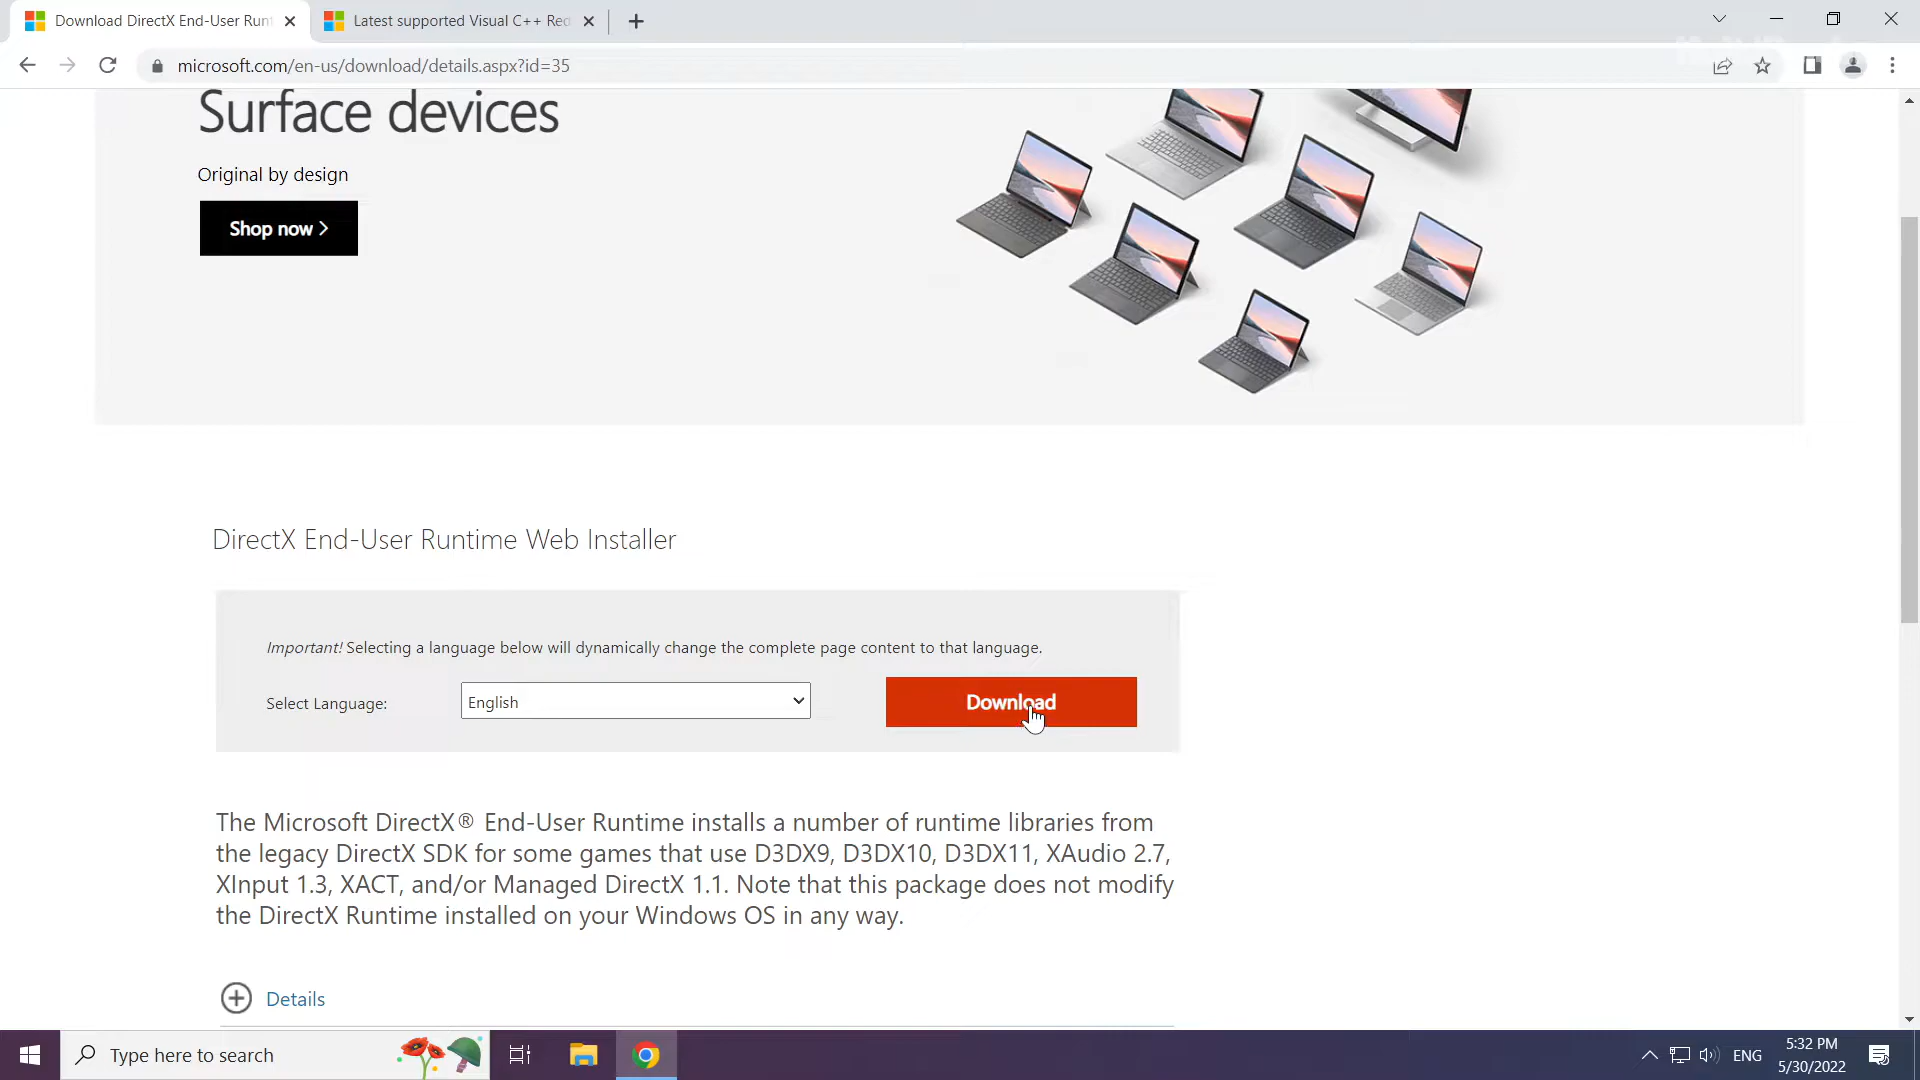 Download DirectX End-User Runt
Latest supported Visual C++ Red
microsoft.com/en-us/download/details.aspx?id=35
Surface devices
Original by design
Shop now >
DirectX End-User Runtime Web Installer
Important! Selecting a language below will dynamically change the complete page content to that language.
Select Language:
English
Download
The Microsoft DirectX® End-User Runtime installs a number of runtime libraries from
the legacy DirectX SDK for some games that use D3DX9, D3DX10, D3DX11, XAudio 2.7,
XInput 1.3, XACT, and/or Managed DirectX 1.1. Note that this package does not modify
the DirectX Runtime installed on your Windows OS in any way.
Details
Type here to search
ENG
5:32 PM
5/30/2022